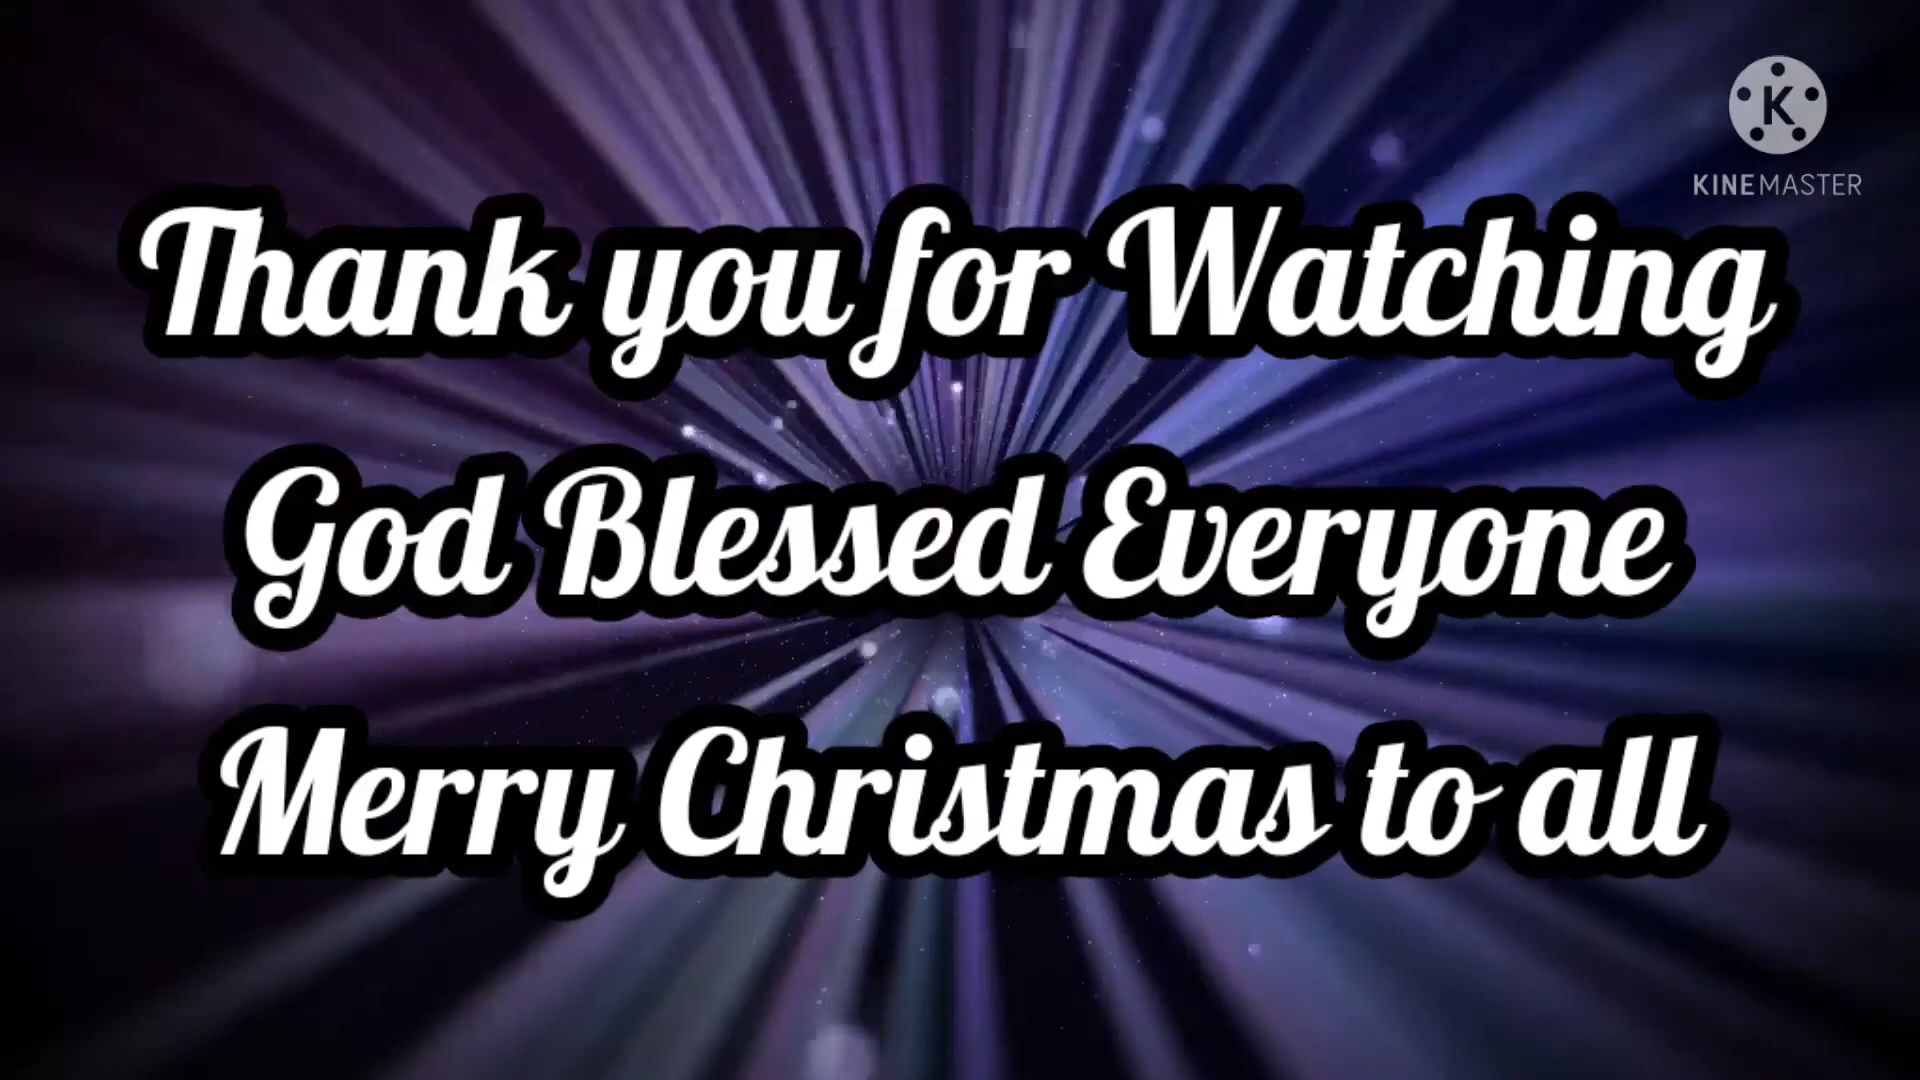 K
KINEMASTER
Thank you for Watching
God Blessed Everyone
Merry Christmas to all